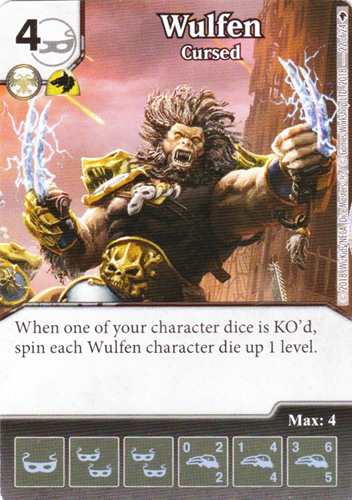 4
Wulfen
Cursed
When one of your character dice is KO'd,
spin each Wulfen character die up 1 level.
Max: 4
0 2
2
1 4
4
3 6
5